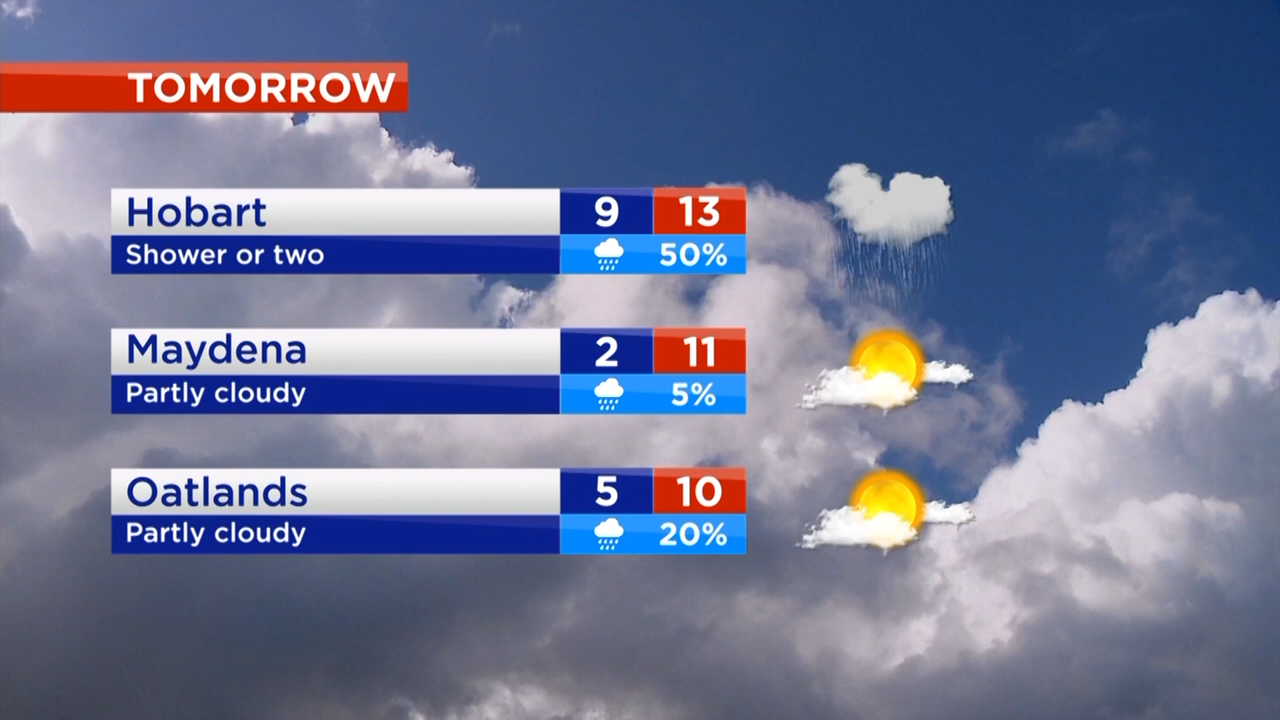 TOMORROW
Hobart 9 13
Shower or two 50%
Maydena 2 11
Partly cloudy 5%
Oatlands 5 10
Partly cloudy 20%